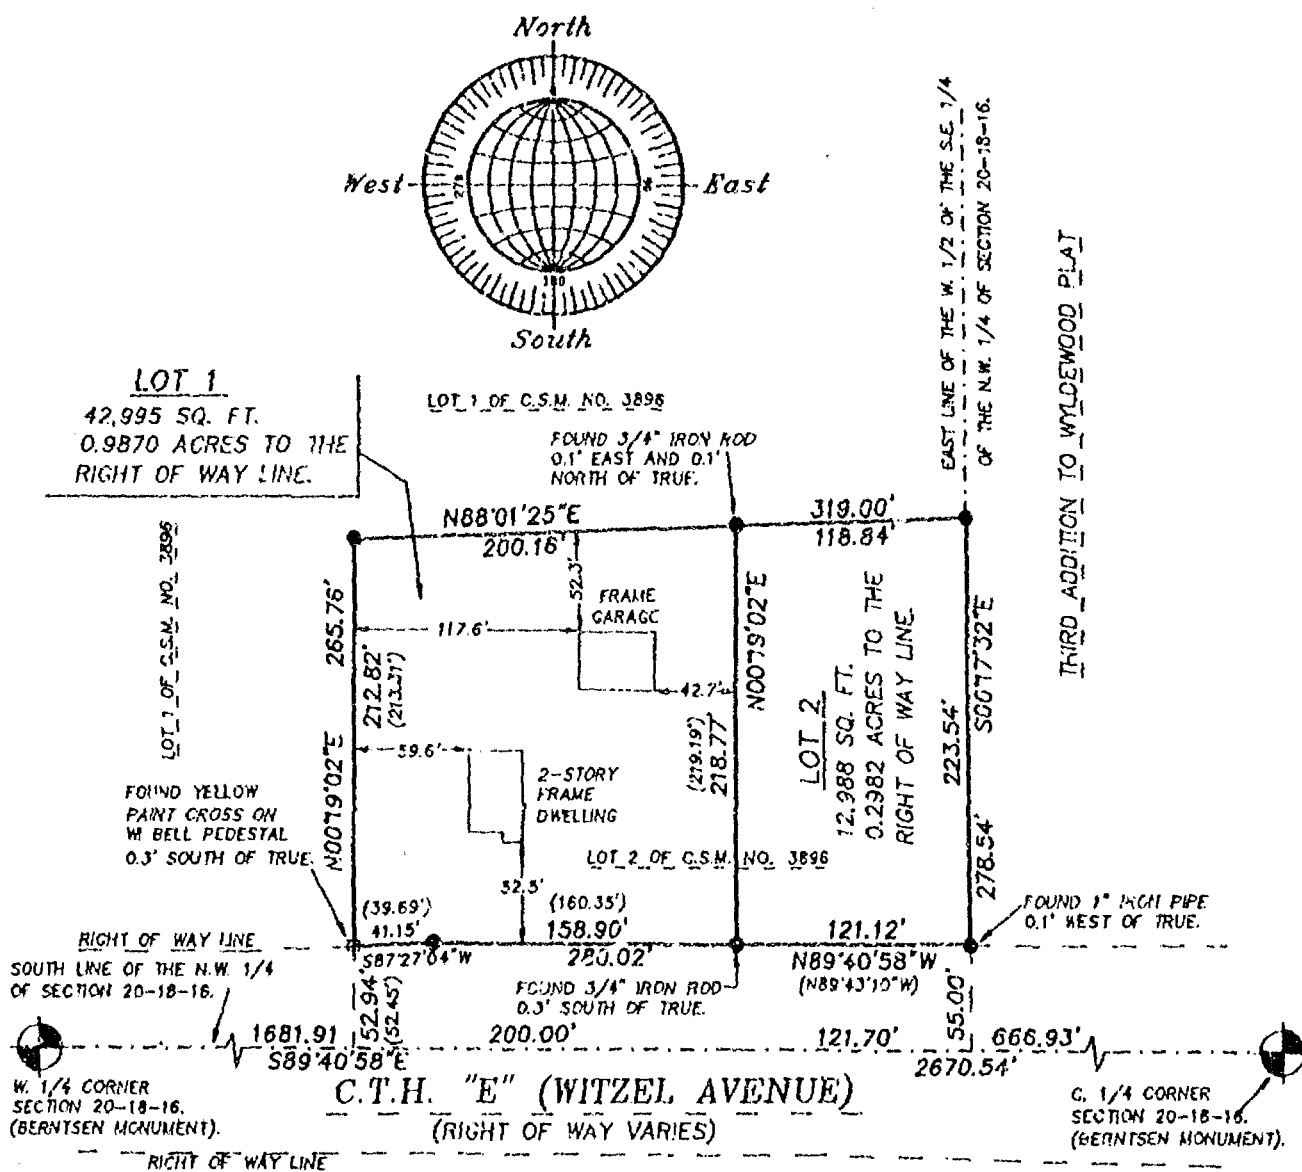 North
West
East
South
270
180
EAST LINE OF THE W. 1/2 OF THE S.E. 1/4
OF THE N.W. 1/4 OF SECTION 20-18-16.
THIRD ADDITION TO WYLDEWOOD PLAT
LOT 1
42,995 SQ. FT.
0.9870 ACRES TO THE
RIGHT OF WAY LINE.
LOT 1 OF C.S.M. NO. 3896
FOUND 3/4" IRON ROD
0.1' EAST AND 0.1'
NORTH OF TRUE.
N88°01'25"E
200.16'
319.00'
118.84'
LOT 1 OF C.S.M. NO. 3896
265.76'
212.82'
(213.31')
N00°19'02"E
52.3'
FRAME
GARAGE
117.6'
42.7'
N00°19'02"E
(219.19')
218.77'
LOT 2
12,988 SQ. FT.
0.2982 ACRES TO THE
RIGHT OF WAY LINE.
S00°17'32"E
223.54'
278.54'
59.6'
2-STORY
FRAME
DWELLING
FOUND YELLOW
PAINT CROSS ON
WI BELL PEDESTAL
0.3' SOUTH OF TRUE.
LOT 2 OF C.S.M. NO. 3896
52.5'
(39.69')
41.15'
(160.35')
158.90'
121.12'
FOUND 1" IRON PIPE
0.1' WEST OF TRUE.
RIGHT OF WAY LINE
S87°27'04"W
280.02'
N89°40'58"W
(N89°43'10"W)
SOUTH LINE OF THE N.W. 1/4
OF SECTION 20-18-16.
FOUND 3/4" IRON ROD
0.3' SOUTH OF TRUE.
52.94'
(52.45')
55.00'
1681.91
200.00'
121.70'
666.93'
S89°40'58"E
2670.54'
W. 1/4 CORNER
SECTION 20-18-16.
(BERNTSEN MONUMENT).
C.T.H. "E" (WITZEL AVENUE)
(RIGHT OF WAY VARIES)
C. 1/4 CORNER
SECTION 20-18-16.
(BERNTSEN MONUMENT).
RIGHT OF WAY LINE